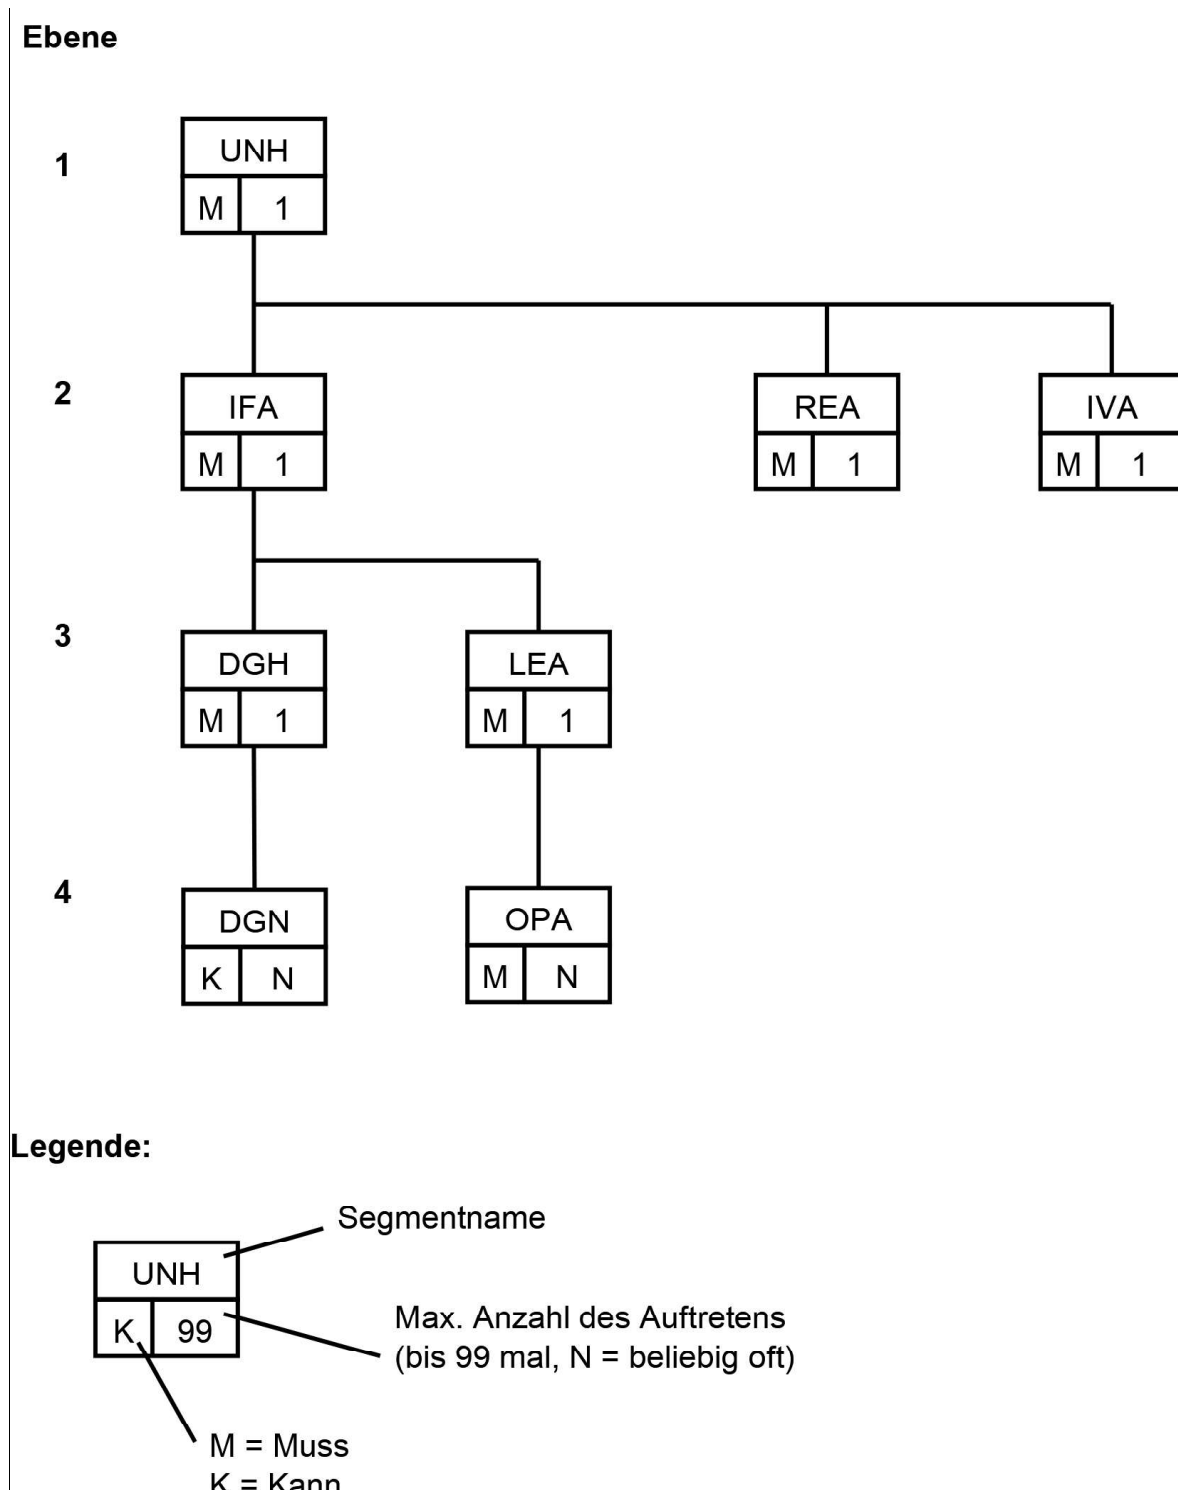 Ebene
1
UNH
M 1
2
IFA REA IVA
M 1 M 1 M 1
3
DGH LEA
M 1 M 1
4
DGN OPA
K N M N
Legende:
Segmentname
UNH
K 99
Max. Anzahl des Auftretens
(bis 99 mal, N = beliebig oft)
M = Muss
K = Kann